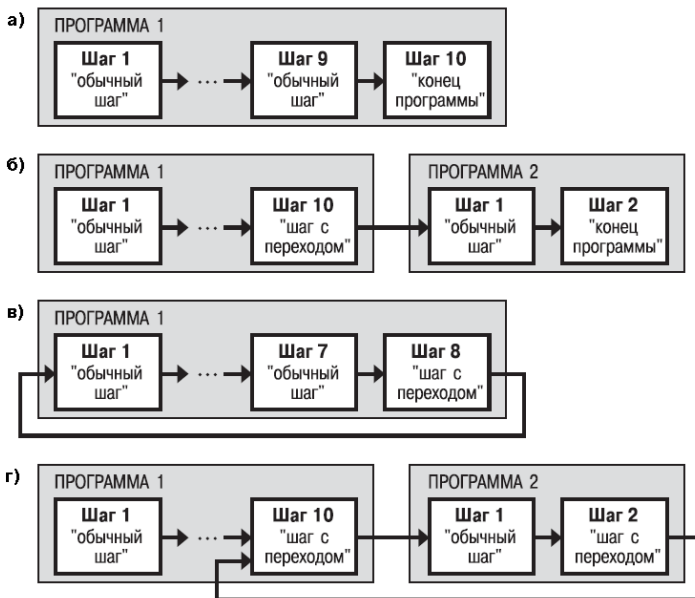 а)
ПРОГРАММА 1
Шаг 1
"обычный
шаг"
...
Шаг 9
"обычный
шаг"
Шаг 10
"конец
программы"
б)
ПРОГРАММА 1
Шаг 1
"обычный
шаг"
...
Шаг 10
"шаг с
переходом"
ПРОГРАММА 2
Шаг 1
"обычный
шаг"
Шаг 2
"конец
программы"
в)
ПРОГРАММА 1
Шаг 1
"обычный
шаг"
...
Шаг 7
"обычный
шаг"
Шаг 8
"шаг с
переходом"
г)
ПРОГРАММА 1
Шаг 1
"обычный
шаг"
...
Шаг 10
"шаг с
переходом"
ПРОГРАММА 2
Шаг 1
"обычный
шаг"
Шаг 2
"шаг с
переходом"